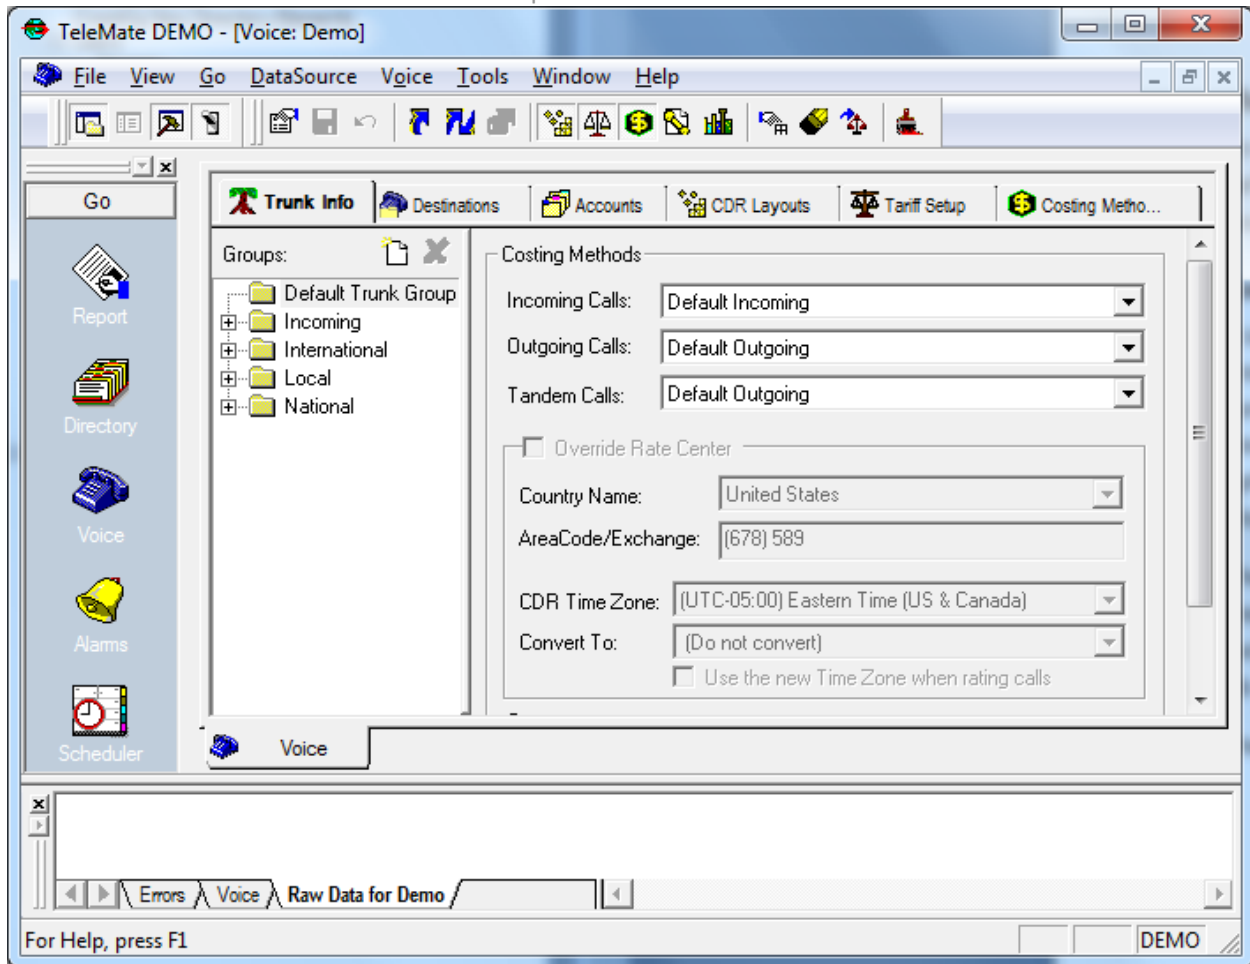 TeleMate DEMO - [Voice: Demo]
File View Go DataSource Voice Tools Window Help
Go
Trunk Info Destinations Accounts CDR Layouts Tariff Setup Costing Metho...
Report
Directory
Voice
Alarms
Scheduler
Groups:
Default Trunk Group
Incoming
International
Local
National
Costing Methods
Incoming Calls: Default Incoming
Outgoing Calls: Default Outgoing
Tandem Calls: Default Outgoing
Override Rate Center
Country Name: United States
AreaCode/Exchange: (678) 589
CDR Time Zone: (UTC-05:00) Eastern Time (US & Canada)
Convert To: (Do not convert)
Use the new Time Zone when rating calls
Voice
Errors Voice Raw Data for Demo
For Help, press F1 DEMO